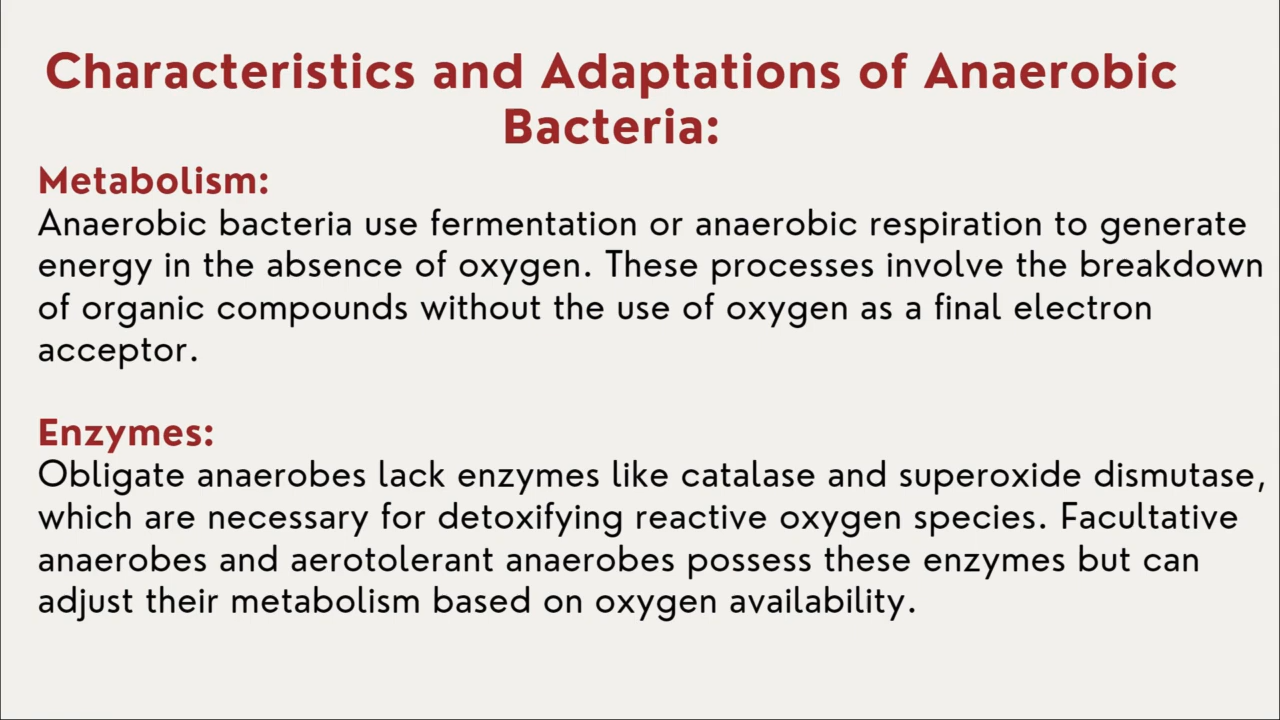 Characteristics and Adaptations of Anaerobic
Bacteria:
Metabolism:
Anaerobic bacteria use fermentation or anaerobic respiration to generate
energy in the absence of oxygen. These processes involve the breakdown
of organic compounds without the use of oxygen as a final electron
acceptor.
Enzymes:
Obligate anaerobes lack enzymes like catalase and superoxide dismutase,
which are necessary for detoxifying reactive oxygen species. Facultative
anaerobes and aerotolerant anaerobes possess these enzymes but can
adjust their metabolism based on oxygen availability.